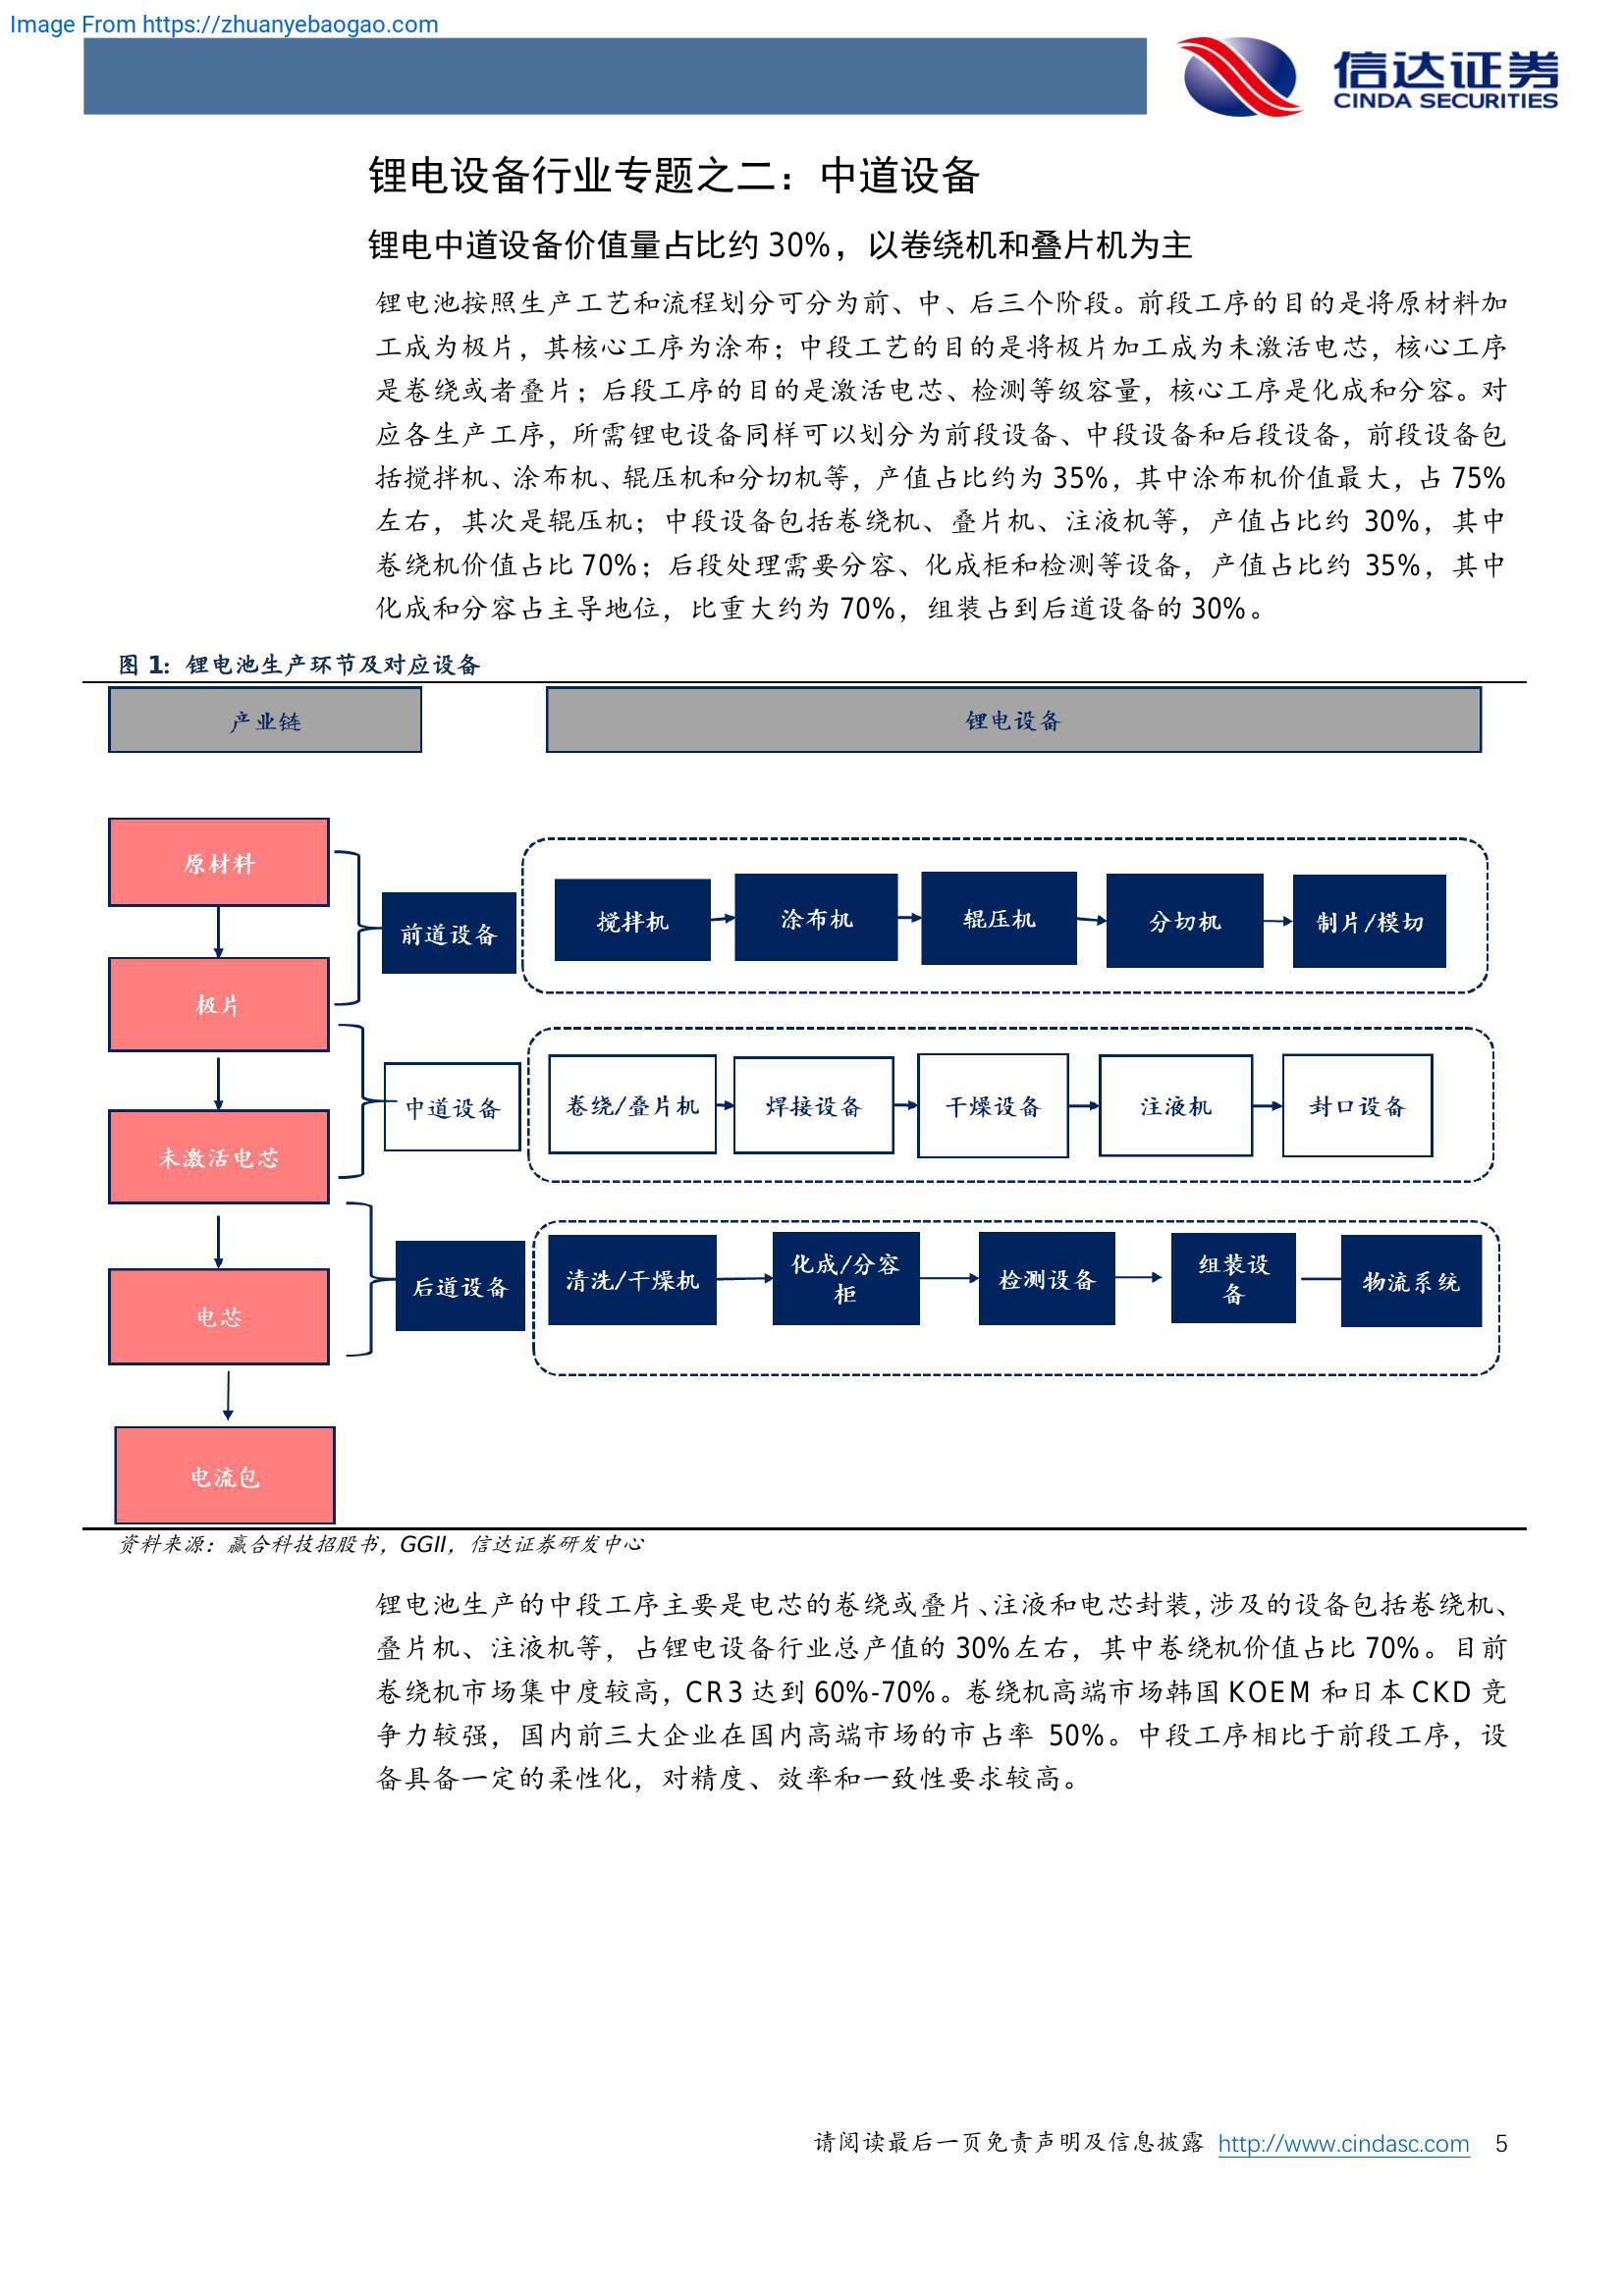 Image From https://zhuanyebaogao.com
信达证券
CINDA SECURITIES
锂电设备行业专题之二：中道设备
锂电中道设备价值量占比约 30%，以卷绕机和叠片机为主
锂电池按照生产工艺和流程划分可分为前、中、后三个阶段。前段工序的目的是将原材料加
工成为极片，其核心工序为涂布；中段工艺的目的是将极片加工成为未激活电芯，核心工序
是卷绕或者叠片；后段工序的目的是激活电芯、检测等级容量，核心工序是化成和分容。对
应各生产工序，所需锂电设备同样可以划分为前段设备、中段设备和后段设备，前段设备包
括搅拌机、涂布机、辊压机和分切机等，产值占比约为 35%，其中涂布机价值最大，占 75%
左右，其次是辊压机；中段设备包括卷绕机、叠片机、注液机等，产值占比约 30%，其中
卷绕机价值占比 70%；后段处理需要分容、化成柜和检测等设备，产值占比约 35%，其中
化成和分容占主导地位，比重大约为 70%，组装占到后道设备的 30%。
图 1：锂电池生产环节及对应设备
产业链
锂电设备
原材料
前道设备
搅拌机
涂布机
辊压机
分切机
制片/模切
极片
中道设备
卷绕/叠片机
焊接设备
干燥设备
注液机
封口设备
未激活电芯
后道设备
清洗/干燥机
化成/分容
柜
检测设备
组装设
备
物流系统
电芯
电流包
资料来源：赢合科技招股书，GGII，信达证券研发中心
锂电池生产的中段工序主要是电芯的卷绕或叠片、注液和电芯封装，涉及的设备包括卷绕机、
叠片机、注液机等，占锂电设备行业总产值的 30%左右，其中卷绕机价值占比 70%。目前
卷绕机市场集中度较高，CR3 达到 60%-70%。卷绕机高端市场韩国 KOEM 和日本 CKD 竞
争力较强，国内前三大企业在国内高端市场的市占率 50%。中段工序相比于前段工序，设
备具备一定的柔性化，对精度、效率和一致性要求较高。
请阅读最后一页免责声明及信息披露 http://www.cindasc.com 5